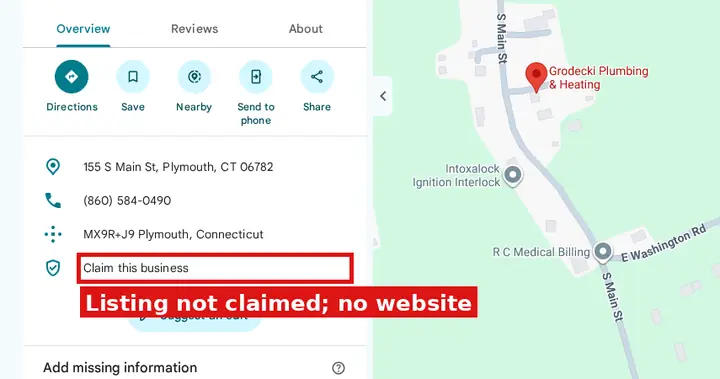 Overview
Reviews
About
Directions
Save
Nearby
Send to
phone
Share
155 S Main St, Plymouth, CT 06782
(860) 584-0490
MX9R+J9 Plymouth, Connecticut
Claim this business
Listing not claimed; no website
Suggest an edit
Add missing information
S Main St
Grodecki Plumbing
& Heating
Intoxalock
Ignition Interlock
R C Medical Billing
E Washington Rd
S Main St